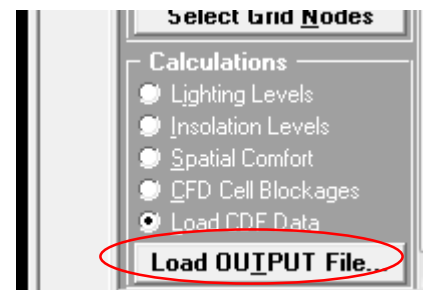 Select Grid Nodes
Calculations
Lighting Levels
Insolation Levels
Spatial Comfort
CFD Cell Blockages
Load CDF Data
Load OUTPUT File...